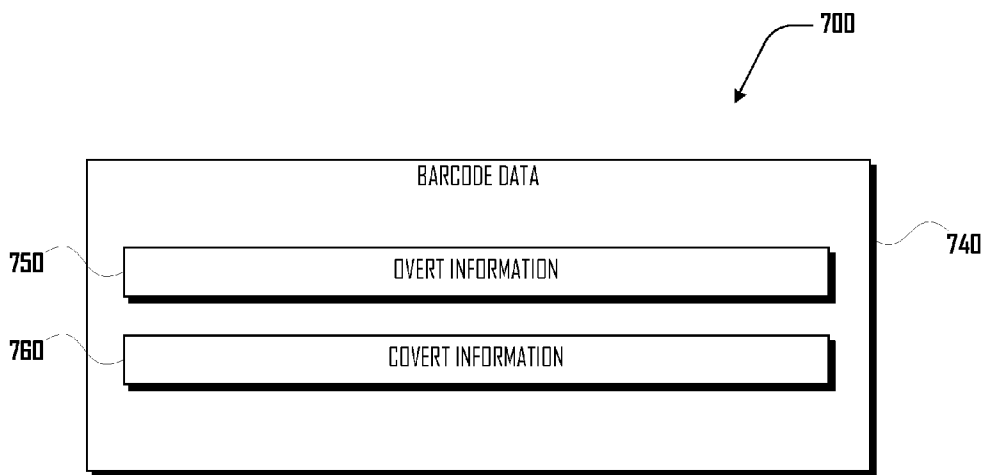 700
BARCODE DATA
740
750
OVERT INFORMATION
760
COVERT INFORMATION